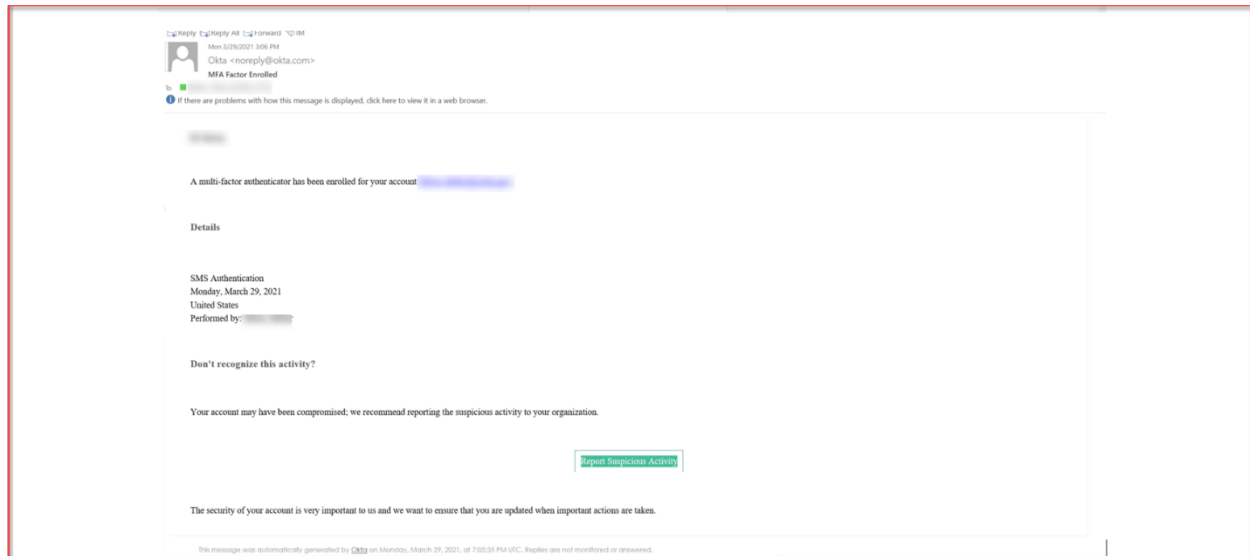 Reply Reply All Forward IM
Mon 3/29/2021 3:06 PM
Okta <noreply@okta.com>
MFA Factor Enrolled
To
If there are problems with how this message is displayed, click here to view it in a web browser.
A multi-factor authenticator has been enrolled for your account
Details
SMS Authentication
Monday, March 29, 2021
United States
Performed by:
Don't recognize this activity?
Your account may have been compromised; we recommend reporting the suspicious activity to your organization.
Report Suspicious Activity
The security of your account is very important to us and we want to ensure that you are updated when important actions are taken.
This message was automatically generated by Okta on Monday, March 29, 2021, at 7:05:35 PM UTC. Replies are not monitored or answered.